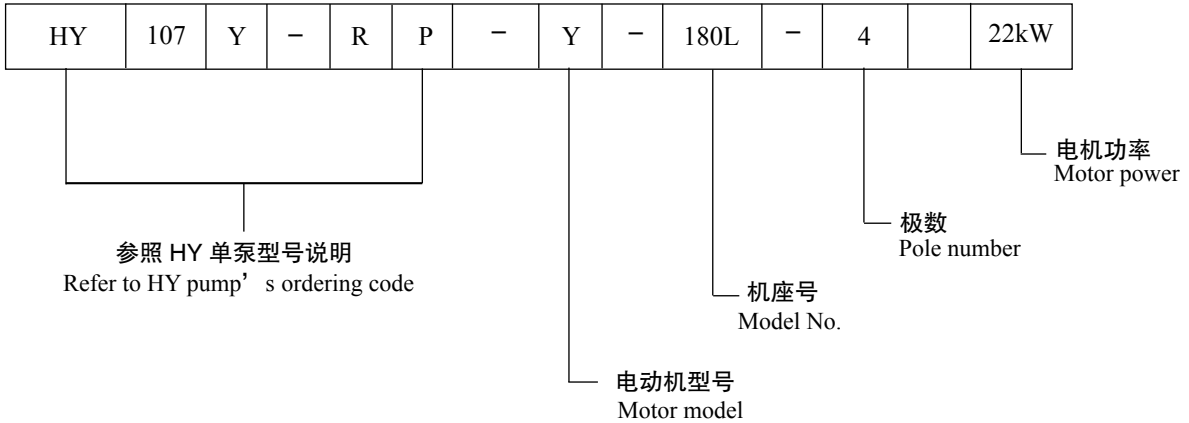 HY 107 Y – R P – Y – 180L – 4 22kW
电机功率
Motor power
极数
Pole number
参照 HY 单泵型号说明
Refer to HY pump’s ordering code
机座号
Model No.
电动机型号
Motor model